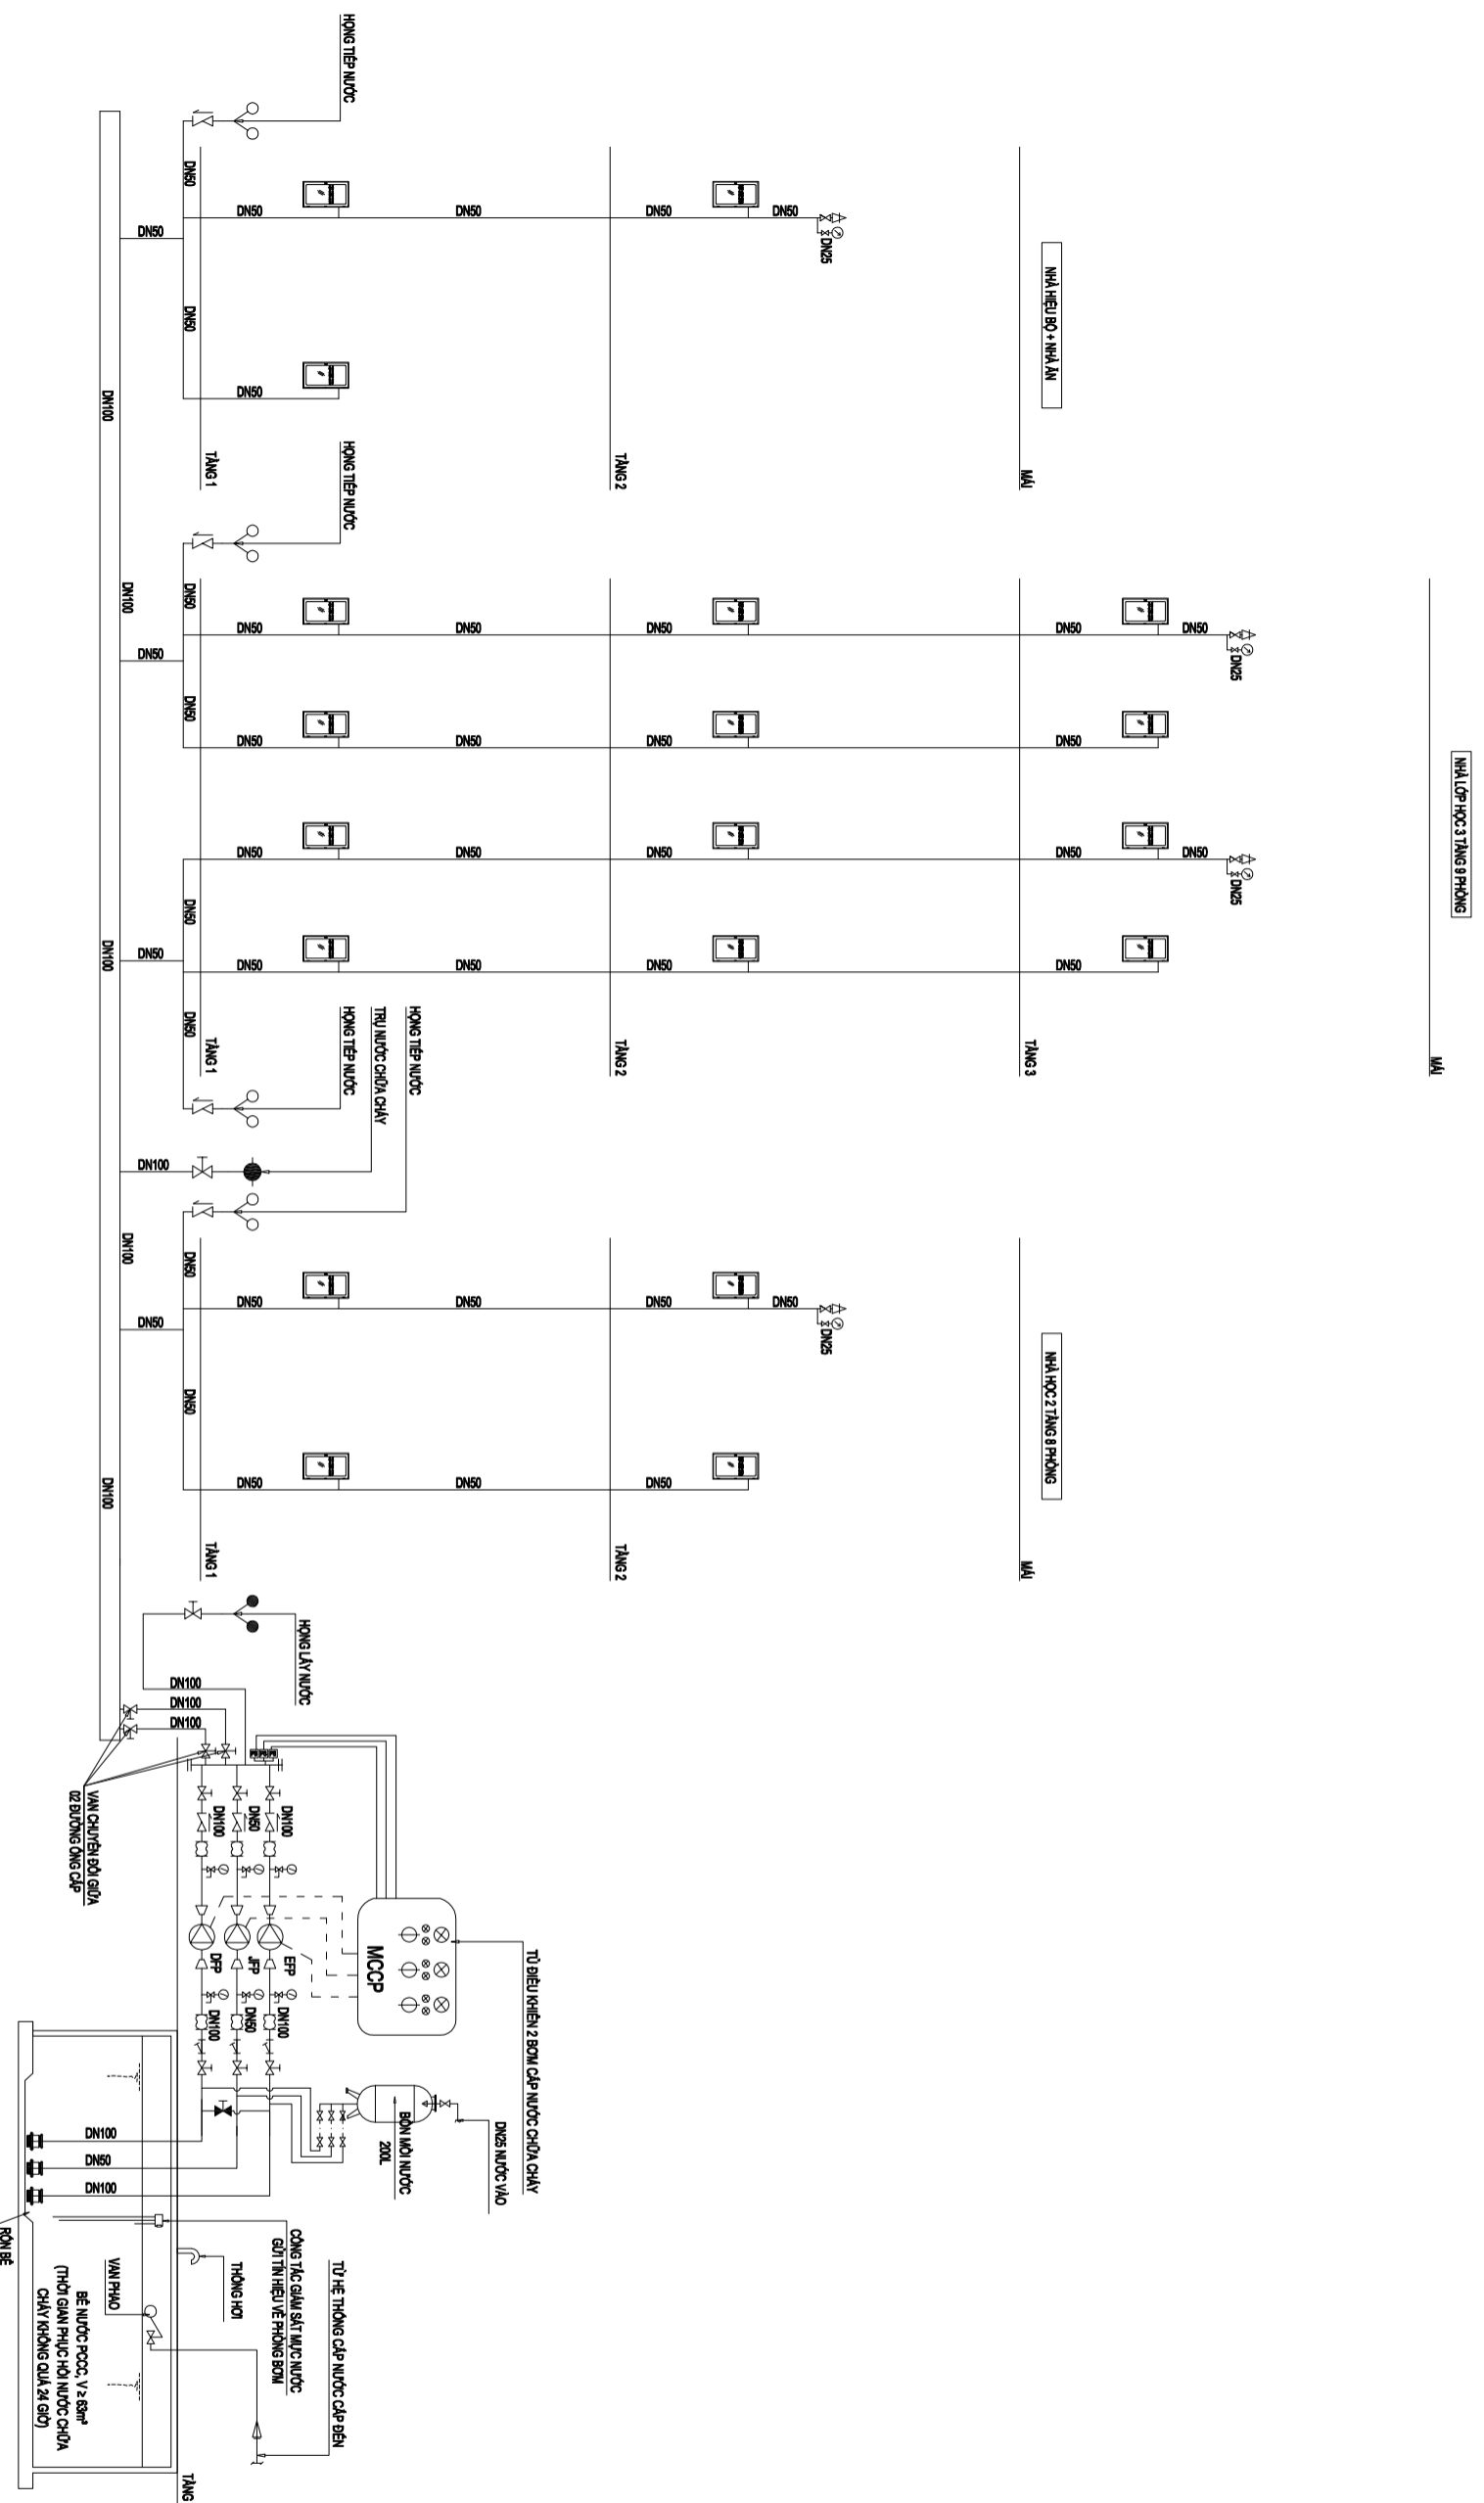 NHÀ LỚP HỌC 3 TẦNG 9 PHÒNG
MÁI
NHÀ HIỆU BỘ + NHÀ ĂN
MÁI
NHÀ HỌC 2 TẦNG 8 PHÒNG
MÁI
TẦNG 3
DN25
DN25
DN50
DN50
DN50
DN50
DN50
DN50
DN25
DN25
DN50
DN50
TẦNG 2
TẦNG 2
TẦNG 2
DN50
DN50
DN50
DN50
DN50
DN50
DN50
DN50
DN50
DN50
DN50
DN50
DN50
DN50
HỌNG TIẾP NƯỚC
HỌNG TIẾP NƯỚC
HỌNG TIẾP NƯỚC
TRỤ NƯỚC CHỮA CHÁY
HỌNG TIẾP NƯỚC
HỌNG LẤY NƯỚC
DN50
DN50
DN50
DN50
DN50
DN50
DN50
DN50
TẦNG 1
TẦNG 1
TẦNG 1
DN50
DN50
DN50
DN50
DN50
DN50
DN50
DN50
DN50
DN50
DN50
DN50
DN100
DN50
DN100
DN100
DN100
DN100
DN100
DN100
DN100
DN100
TỦ ĐIỀU KHIỂN 2 BƠM CẤP NƯỚC CHỮA CHÁY
MCCP
PS
PS
PS
DN25 NƯỚC VÀO
BỒN MỒI NƯỚC
200L
DN100
DN50
DN100
EFP
JFP
DFP
DN100
DN50
DN100
VAN CHUYỂN ĐỔI GIỮA
02 ĐƯỜNG ỐNG CẤP
TỪ HỆ THỐNG CẤP NƯỚC CẤP ĐẾN
CÔNG TẮC GIÁM SÁT MỰC NƯỚC
GỬI TÍN HIỆU VỀ PHÒNG BƠM
THÔNG HƠI
TẦNG
VAN PHAO
DN100
DN50
DN100
BỂ NƯỚC PCCC, V ≥ 63m³
(THỜI GIAN PHỤC HỒI NƯỚC CHỮA
CHÁY KHÔNG QUÁ 24 GIỜ)
RỐN BỂ